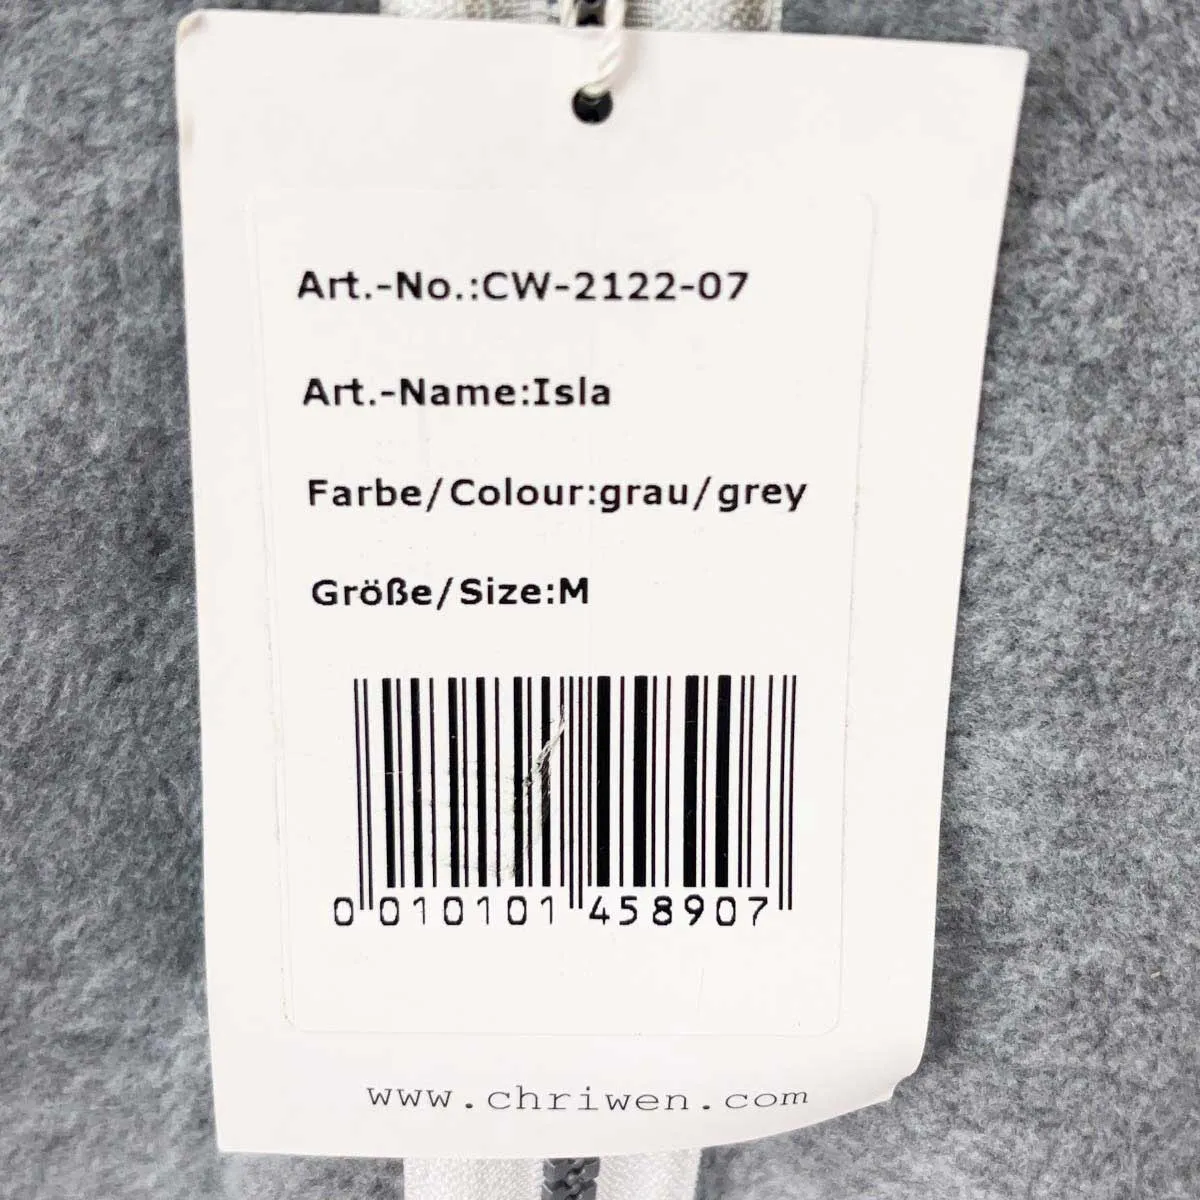 Art.-No.:CW-2122-07
Art.-Name:Isla
Farbe/Colour:grau/grey
Größe/Size:M
0 010101 458907
www.chriwen.com